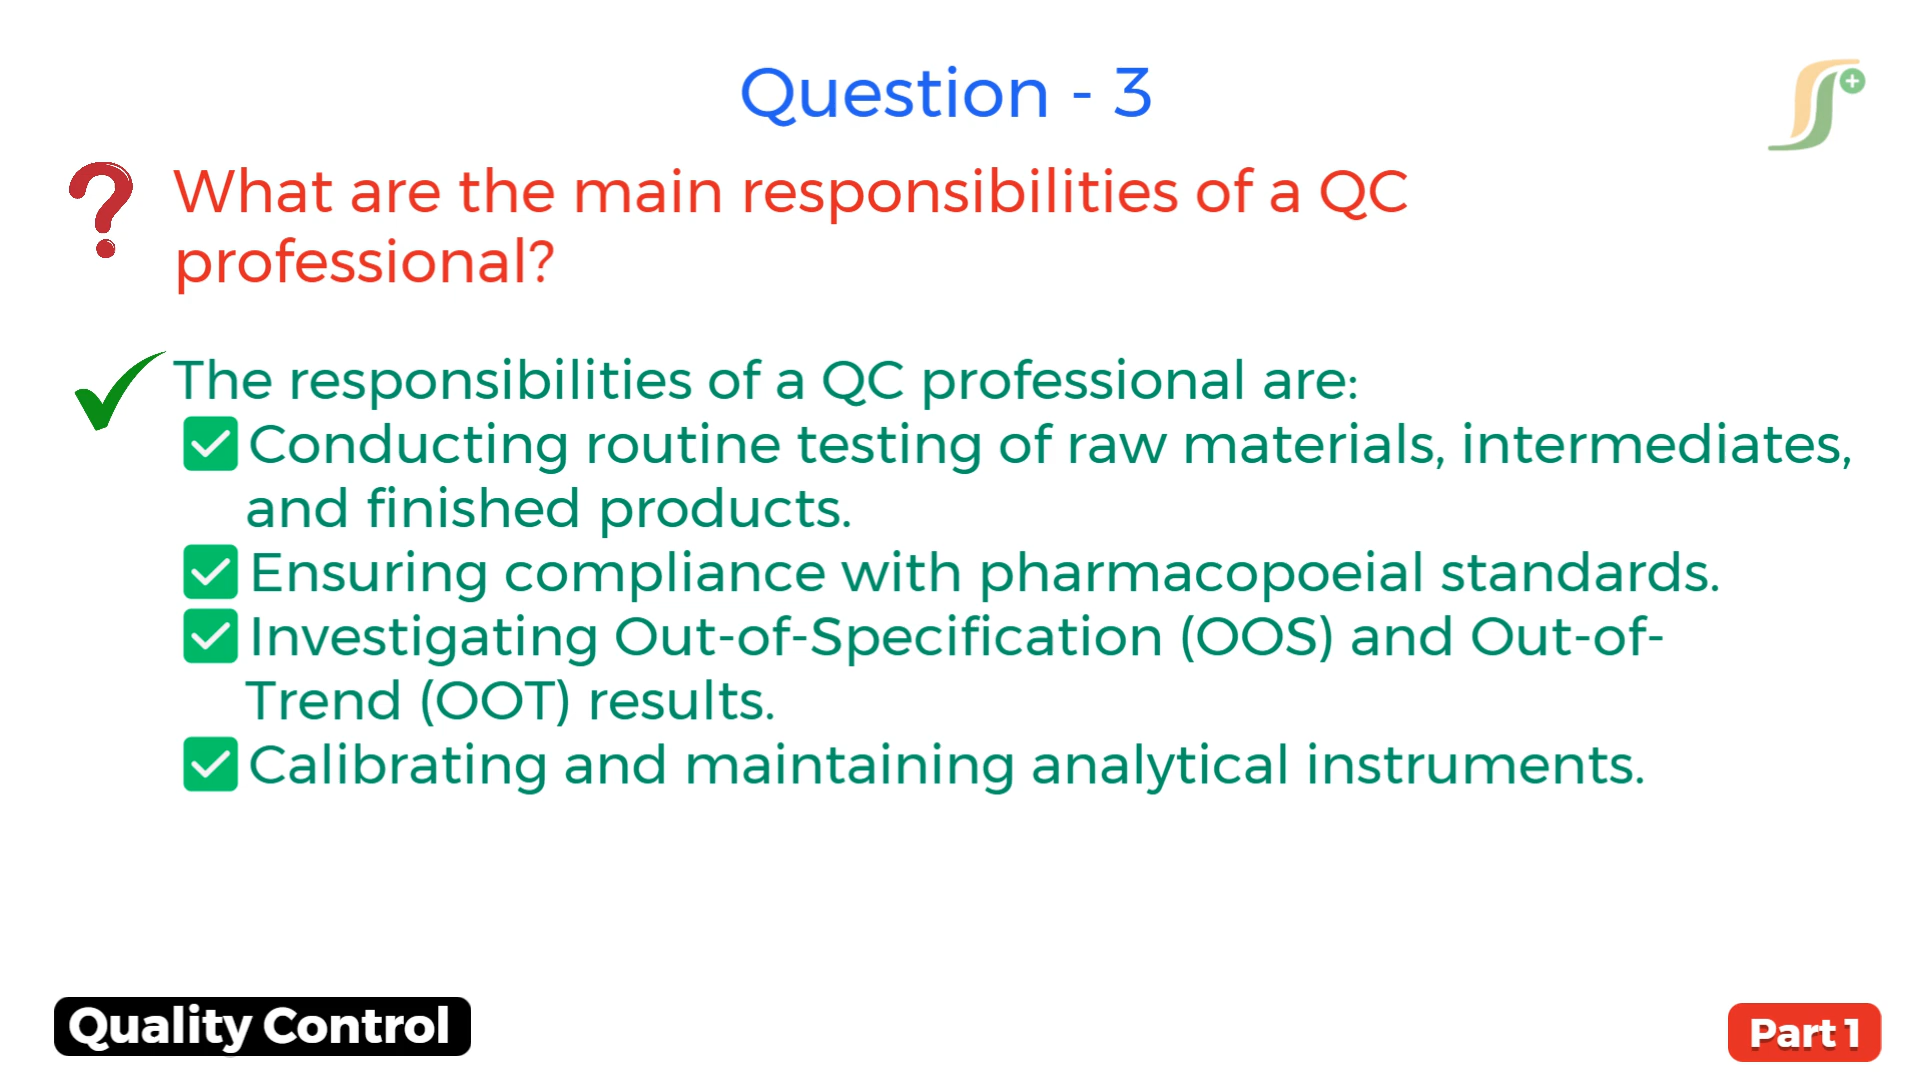 Question - 3
What are the main responsibilities of a QC
professional?
The responsibilities of a QC professional are:
Conducting routine testing of raw materials, intermediates,
and finished products.
Ensuring compliance with pharmacopoeial standards.
Investigating Out-of-Specification (OOS) and Out-of-
Trend (OOT) results.
Calibrating and maintaining analytical instruments.
Quality Control
Part 1